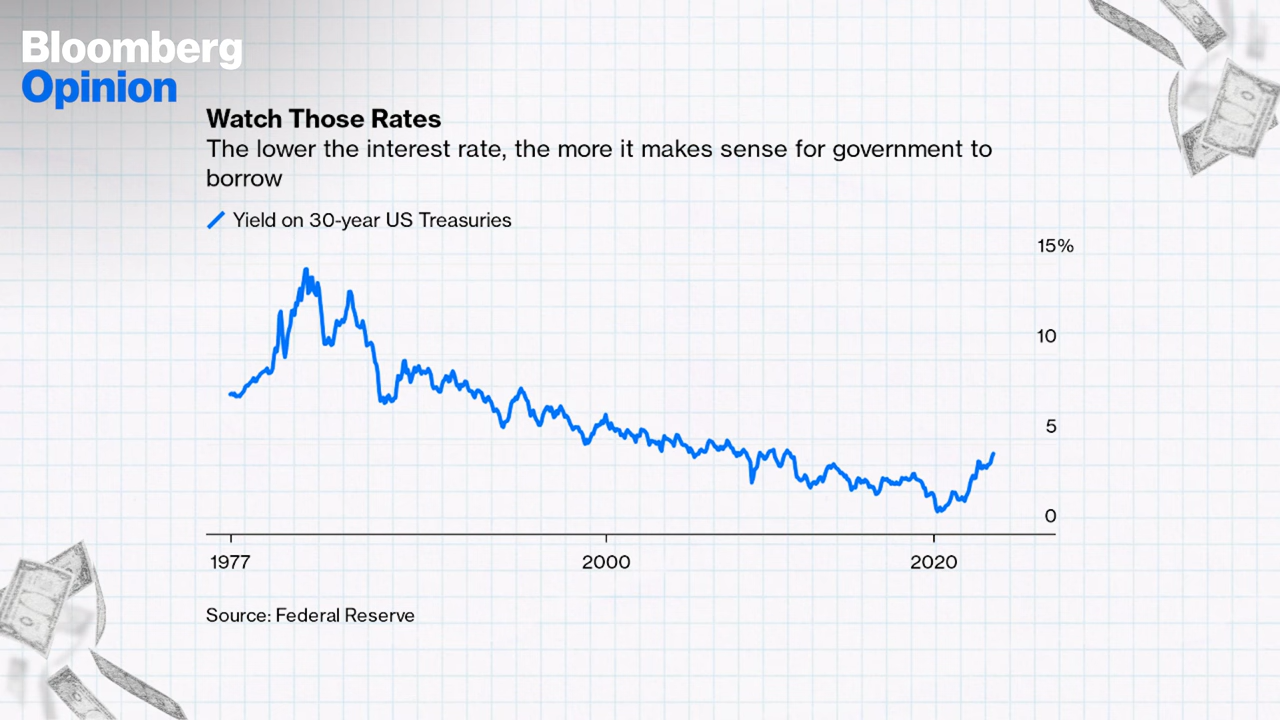 Bloomberg
Opinion
Watch Those Rates
The lower the interest rate, the more it makes sense for government to
borrow
Yield on 30-year US Treasuries
15%
10
5
0
1977
2000
2020
Source: Federal Reserve